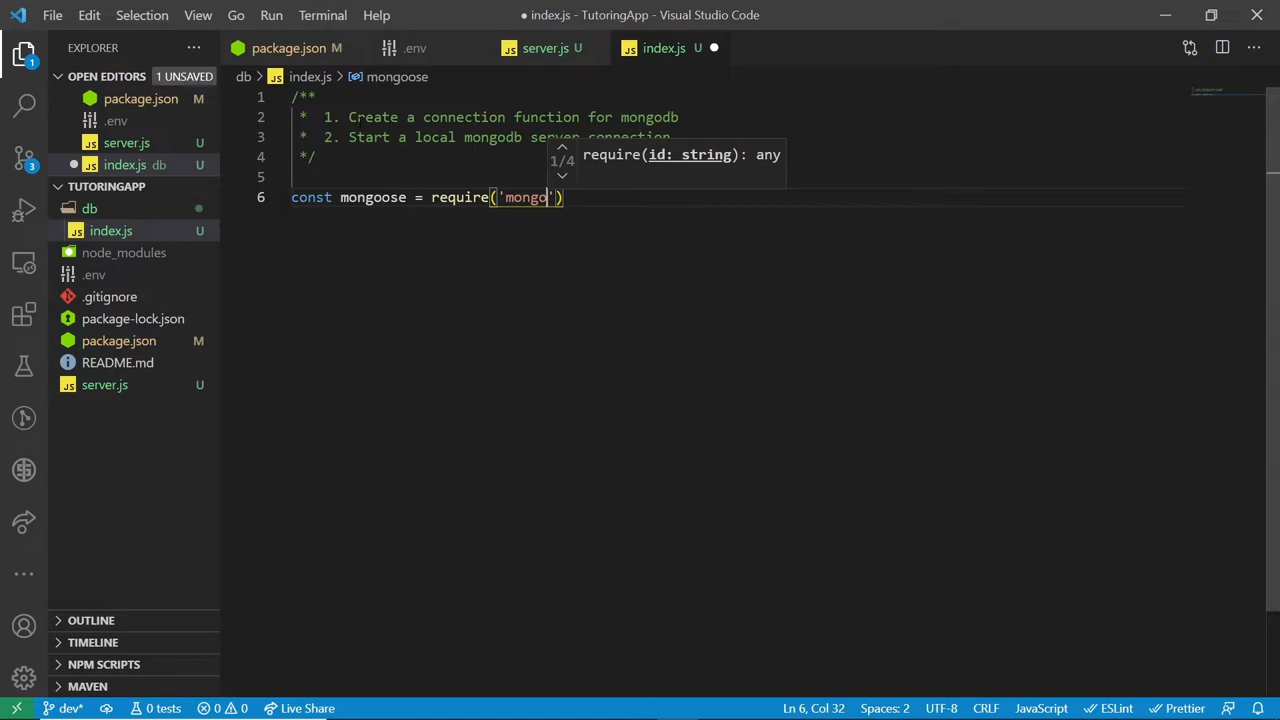 File Edit Selection View Go Run Terminal Help
● index.js - TutoringApp - Visual Studio Code
EXPLORER
package.json M
.env
server.js U
index.js U
OPEN EDITORS 1 UNSAVED
package.json M
.env
server.js U
index.js db U
TUTORINGAPP
db
index.js U
node_modules
.env
.gitignore
package-lock.json
package.json M
README.md
server.js U
OUTLINE
TIMELINE
NPM SCRIPTS
MAVEN
1
3
db > JS index.js > mongoose
1 /**
2 * 1. Create a connection function for mongodb
3 * 2. Start a local mongodb server connection
4 */
5
6 const mongoose = require('mongo')
1/4 require(id: string): any
dev* 0 tests 0 0 Live Share
Ln 6, Col 32 Spaces: 2 UTF-8 CRLF JavaScript ESLint Prettier